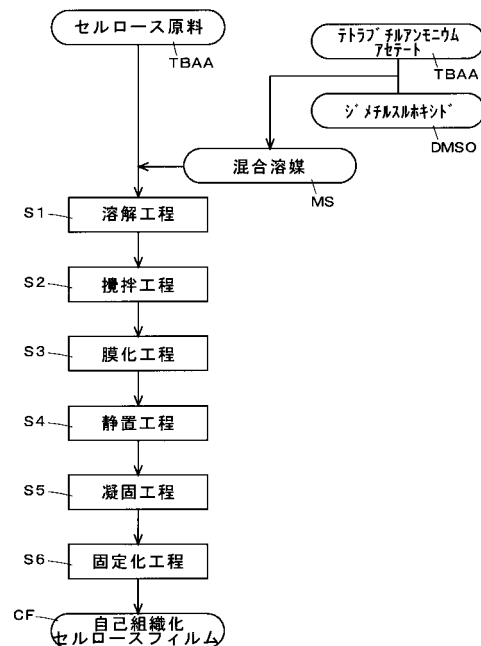 セルロース原料
TBAA
テトラブチルアンモニウム
アセテート
TBAA
ジメチルスルホキシド
DMSO
混合溶媒
MS
S1
溶解工程
S2
攪拌工程
S3
膜化工程
S4
静置工程
S5
凝固工程
S6
固定化工程
CF
自己組織化
セルロースフィルム